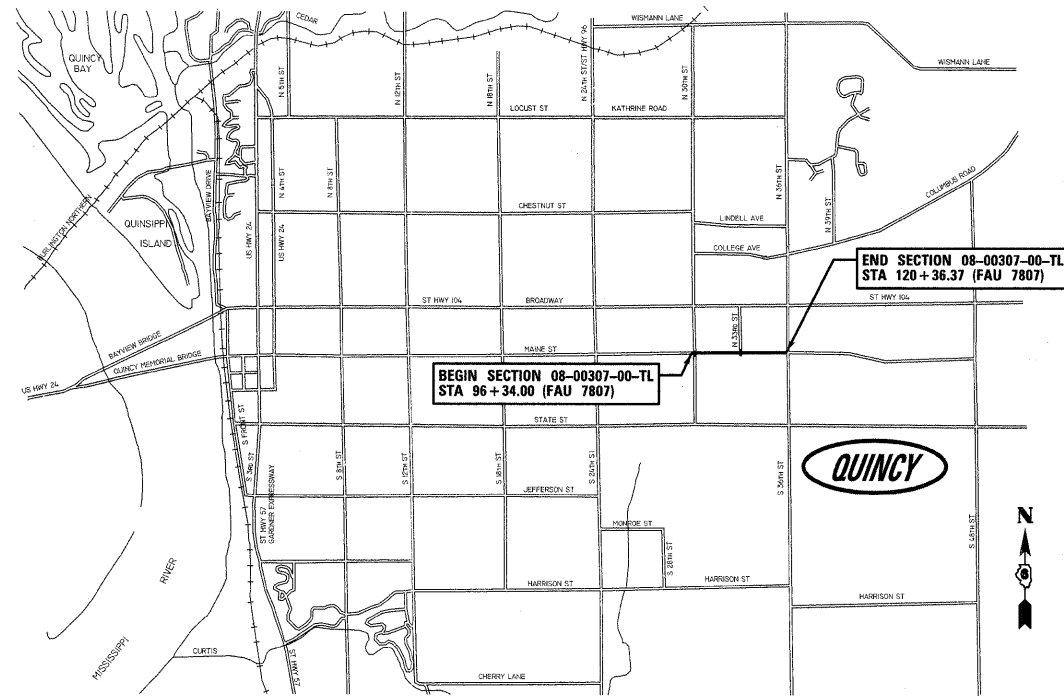 CEDAR
WISMANN LANE
QUINCY
BAY
N 5TH ST
N 12TH ST
N 18TH ST
N 24TH ST/ST HWY 96
N 30TH ST
WISMANN LANE
LOCUST ST
KATHRINE ROAD
N 4TH ST
N 8TH ST
N 36TH ST
COLUMBUS ROAD
BAYVIEW DRIVE
BURLINGTON NORTHERN
CHESTNUT ST
N 39TH ST
QUINSIPPI
ISLAND
US HWY 24
US HWY 24
LINDELL AVE
COLLEGE AVE
END SECTION 08-00307-00-TL
STA 120+36.37 (FAU 7807)
ST HWY 104
BROADWAY
ST HWY 104
N 33RD ST
BAYVIEW BRIDGE
MAINE ST
QUINCY MEMORIAL BRIDGE
US HWY 24
BEGIN SECTION 08-00307-00-TL
STA 96+34.00 (FAU 7807)
S FRONT ST
STATE ST
S 3RD ST
S 8TH ST
S 12TH ST
S 18TH ST
S 24TH ST
S 36TH ST
QUINCY
JEFFERSON ST
ST HWY 57
GARDNER EXPRESSWAY
MONROE ST
S 28TH ST
S 48TH ST
N
6
RIVER
HARRISON ST
HARRISON ST
HARRISON ST
MISSISSIPPI
CURTIS
ST HWY 57
CHERRY LANE